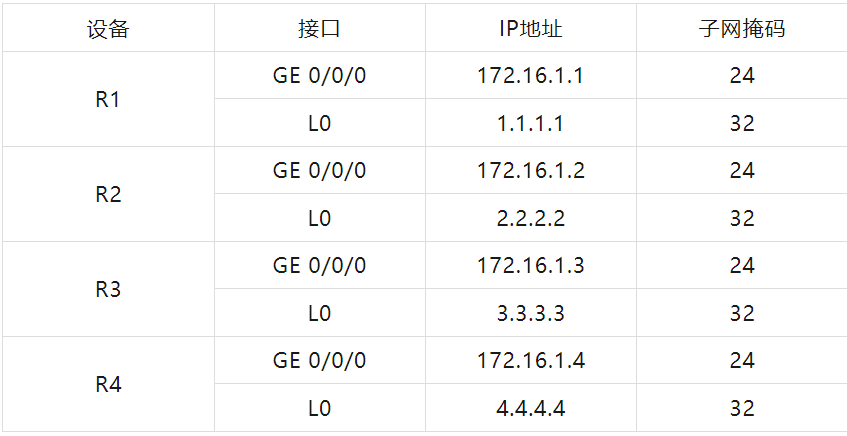 设备 接口 IP地址 子网掩码
R1 GE 0/0/0 172.16.1.1 24
L0 1.1.1.1 32
R2 GE 0/0/0 172.16.1.2 24
L0 2.2.2.2 32
R3 GE 0/0/0 172.16.1.3 24
L0 3.3.3.3 32
R4 GE 0/0/0 172.16.1.4 24
L0 4.4.4.4 32